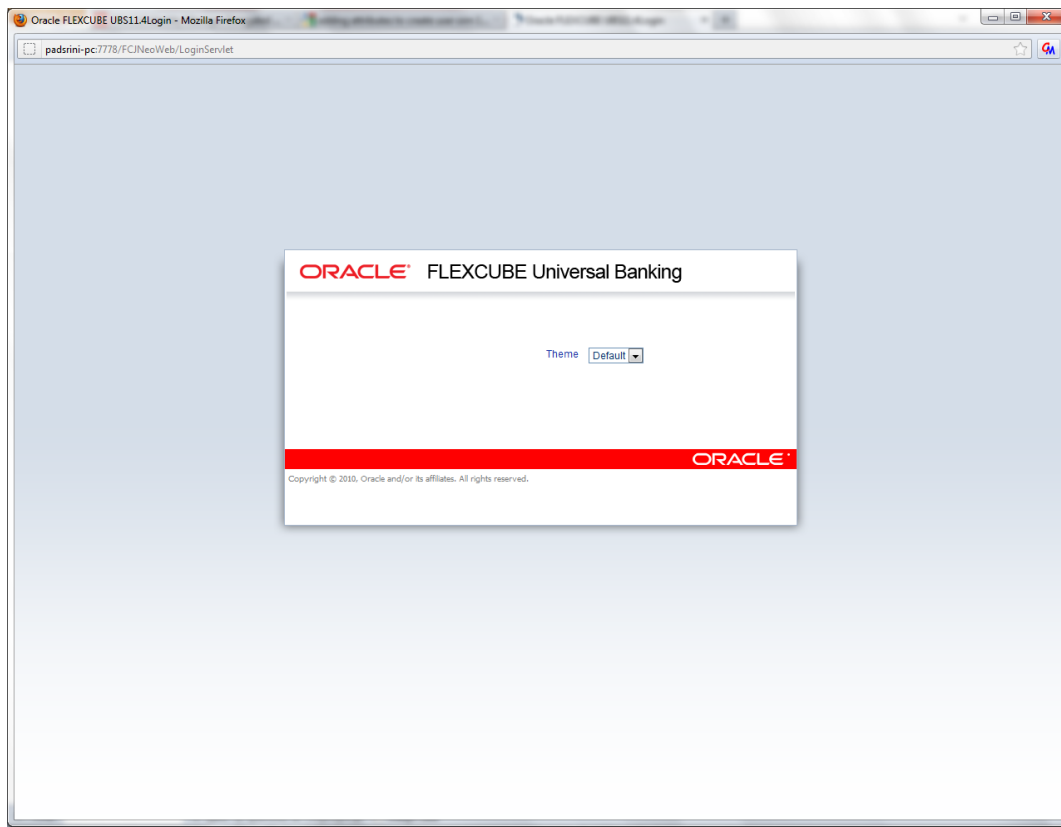 Oracle FLEXCUBE UBS11.4Login - Mozilla Firefox
padsrini-pc:7778/FCJNeoWeb/LoginServlet
ORACLE® FLEXCUBE Universal Banking
Theme Default
ORACLE
Copyright © 2010, Oracle and/or its affiliates. All rights reserved.